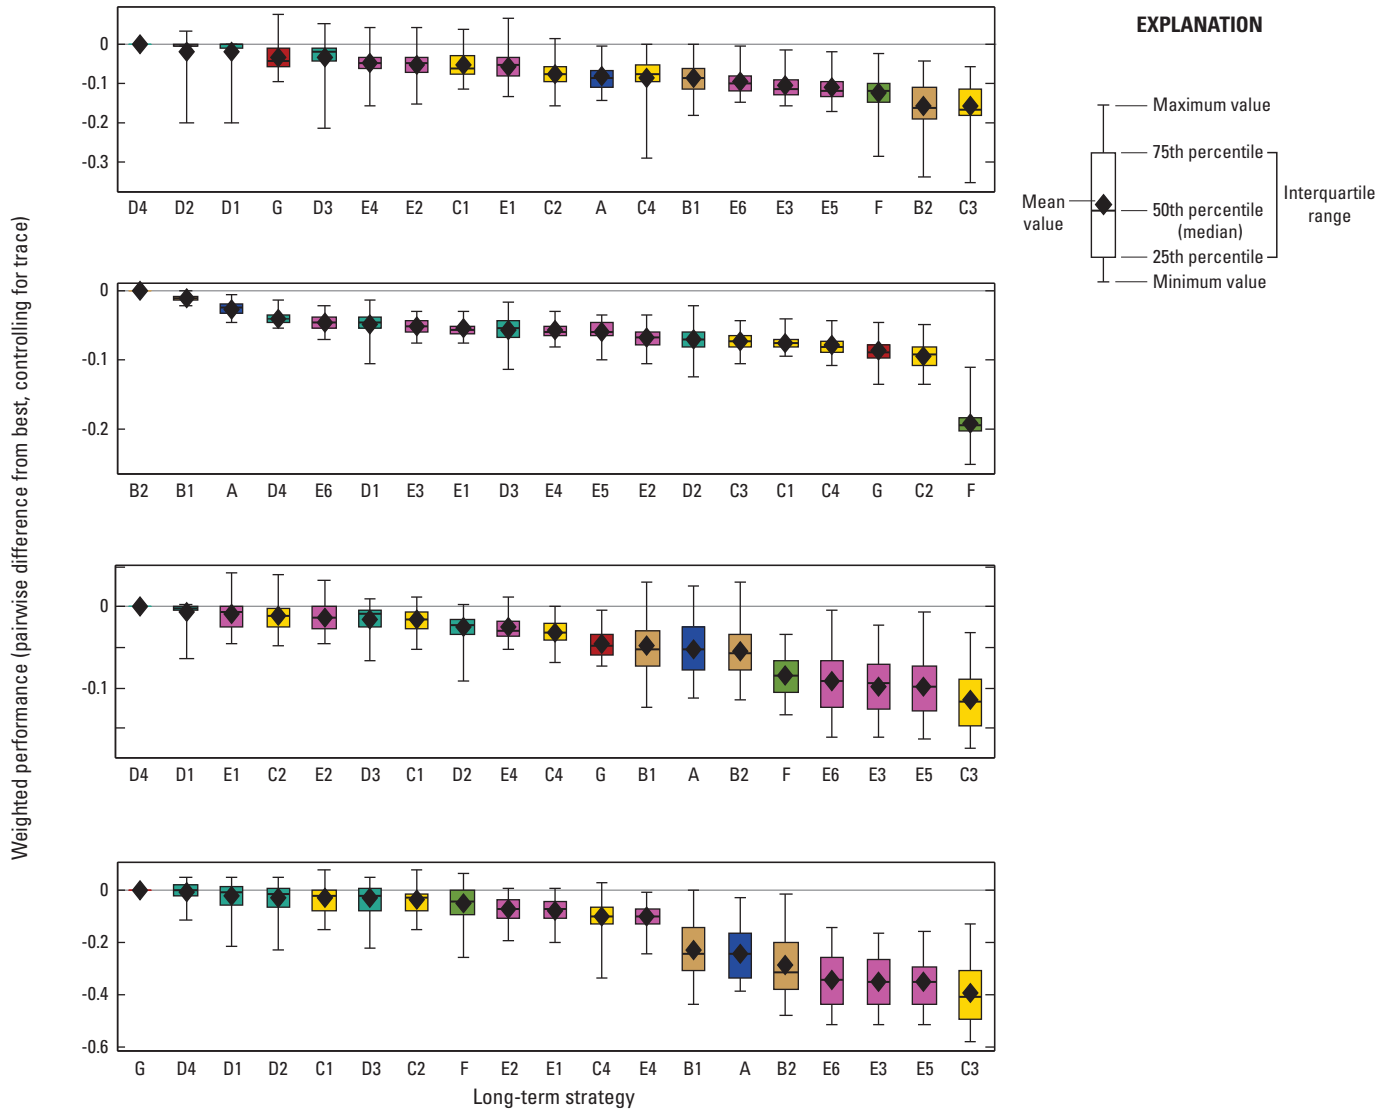 Weighted performance (pairwise difference from best, controlling for trace)
0
-0.1
-0.2
-0.3
D4 D2 D1 G D3 E4 E2 C1 E1 C2 A C4 B1 E6 E3 E5 F B2 C3
0
-0.1
-0.2
B2 B1 A D4 E6 D1 E3 E1 D3 E4 E5 E2 D2 C3 C1 C4 G C2 F
0
-0.1
D4 D1 E1 C2 E2 D3 C1 D2 E4 C4 G B1 A B2 F E6 E3 E5 C3
0
-0.2
-0.4
-0.6
G D4 D1 D2 C1 D3 C2 F E2 E1 C4 E4 B1 A B2 E6 E3 E5 C3
Long-term strategy
EXPLANATION
Maximum value
75th percentile
Mean
value
50th percentile
(median)
Interquartile
range
25th percentile
Minimum value